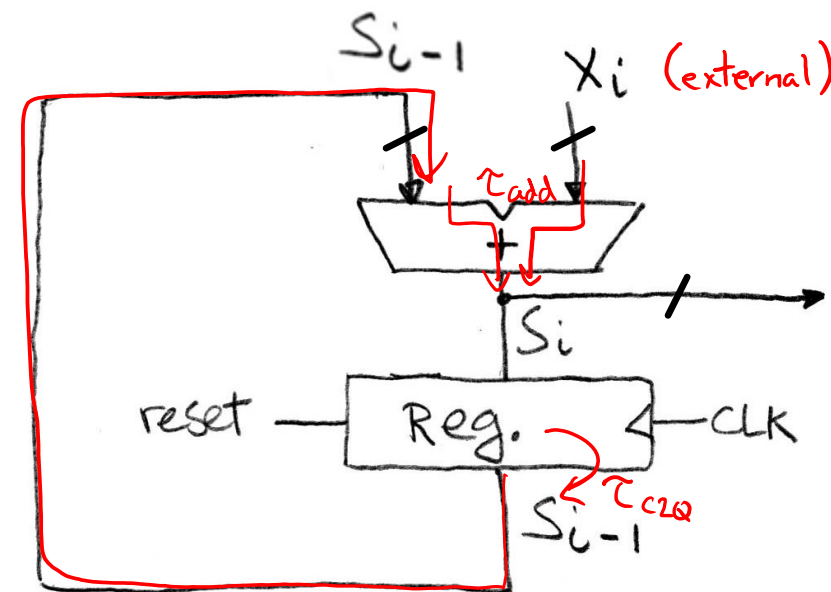 Si-1
Xi (external)
τadd
+
Si
reset
Reg.
CLK
τC2Q
Si-1